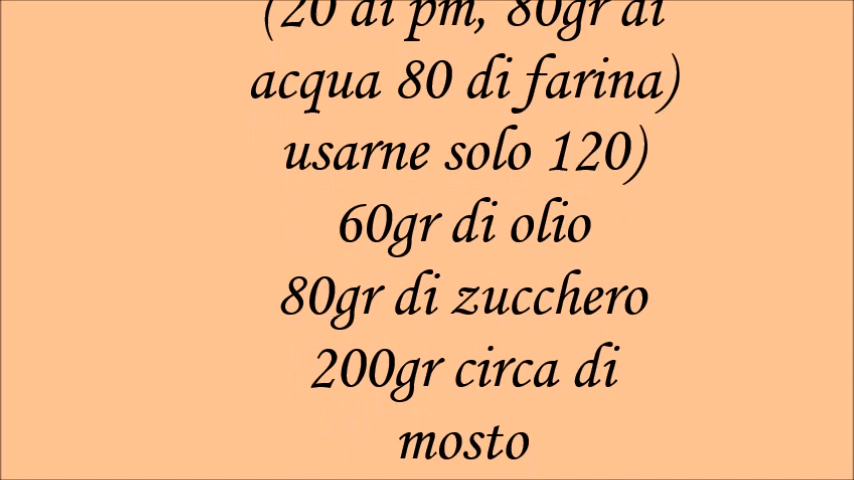 (20 di pm, 80gr di
acqua 80 di farina)
usarne solo 120)
60gr di olio
80gr di zucchero
200gr circa di
mosto